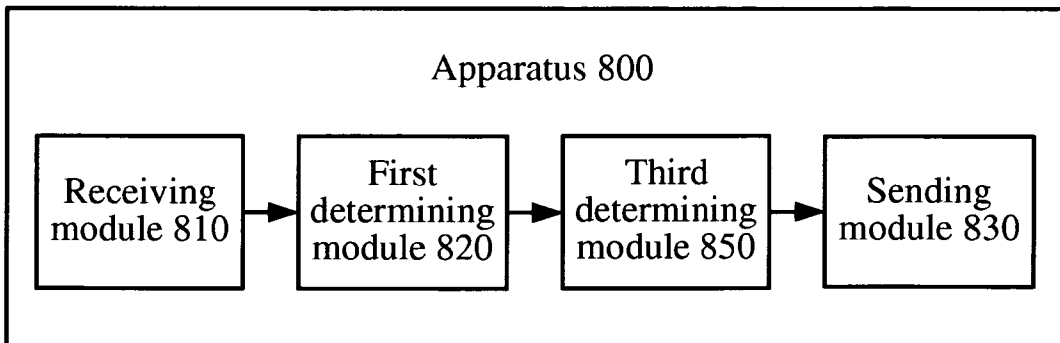 Apparatus 800
Receiving
module 810
First
determining
module 820
Third
determining
module 850
Sending
module 830